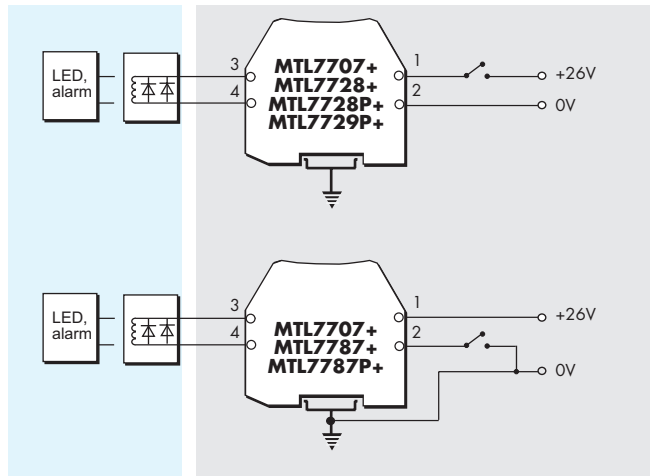 LED,
alarm
3
4
MTL7707+
MTL7728+
MTL7728P+
MTL7729P+
1
2
+26V
0V
LED,
alarm
3
4
MTL7707+
MTL7787+
MTL7787P+
1
2
+26V
0V